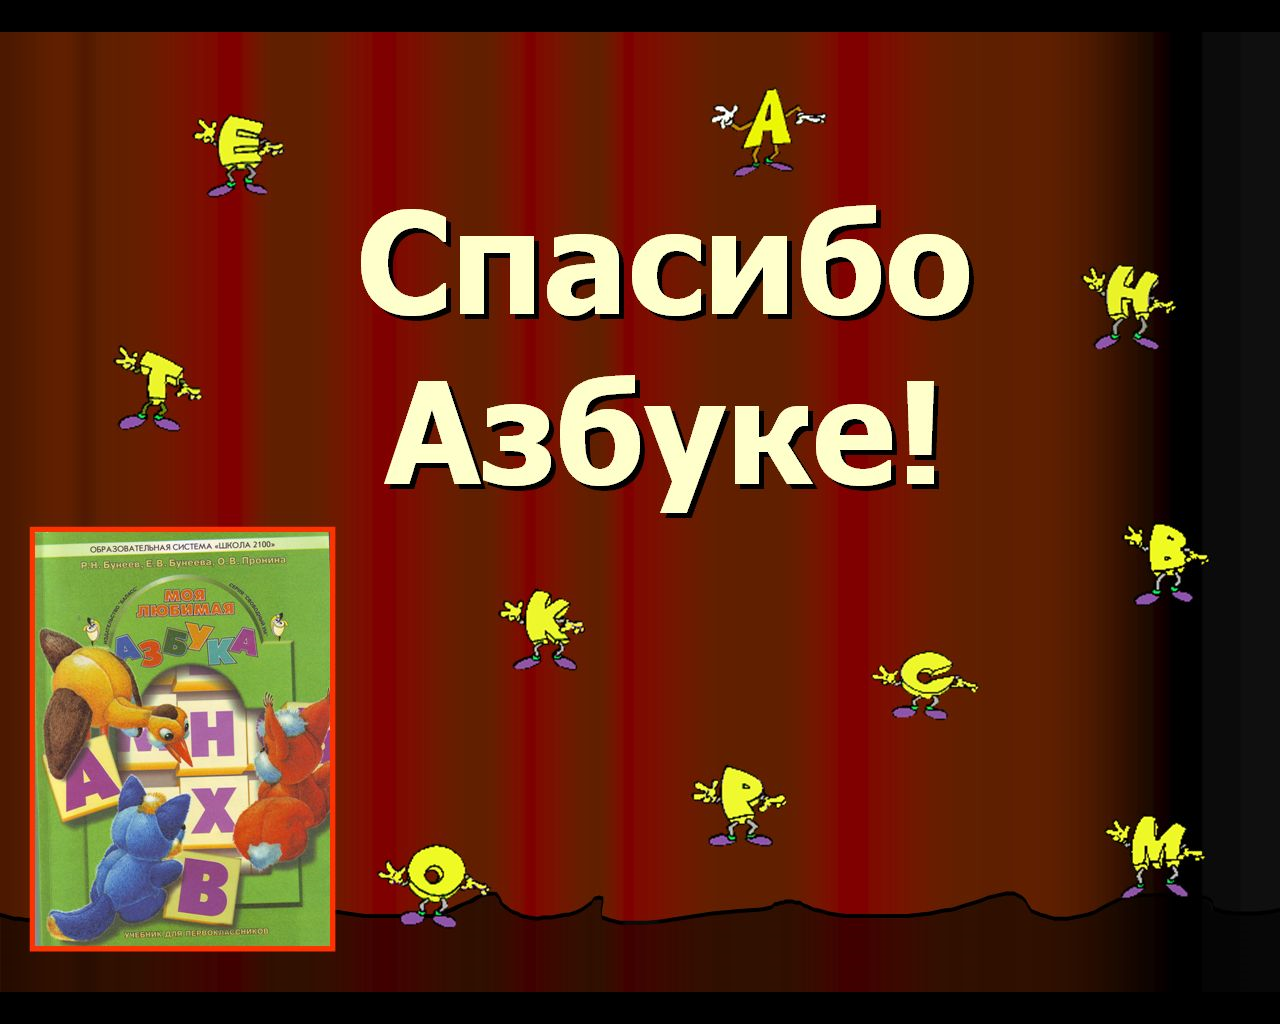 Е
А
Спасибо
Н
Т
Азбуке!
В
ОБРАЗОВАТЕЛЬНАЯ СИСТЕМА «ШКОЛА 2100»
Р.Н. Бунеев, Е.В. Бунеева, О.В. Пронина
МОЯ
ЛЮБИМАЯ
АЗБУКА
К
С
Н
А
Х
В
Р
О
М
УЧЕБНИК ДЛЯ ПЕРВОКЛАССНИКОВ